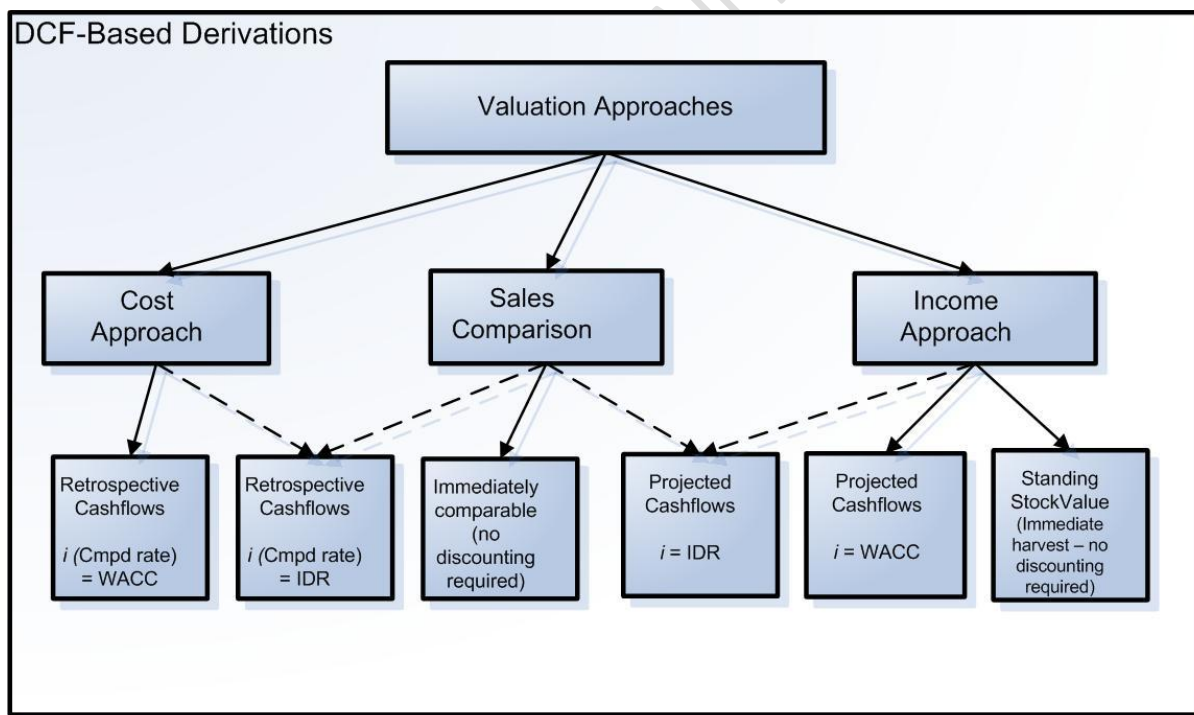 DCF-Based Derivations
Valuation Approaches
Cost
Approach
Sales
Comparison
Income
Approach
Retrospective
Cashflows
i (Cmpd rate)
= WACC
Retrospective
Cashflows
i (Cmpd rate)
= IDR
Immediately
comparable
(no
discounting
required)
Projected
Cashflows
i = IDR
Projected
Cashflows
i = WACC
Standing
StockValue
(Immediate
harvest – no
discounting
required)